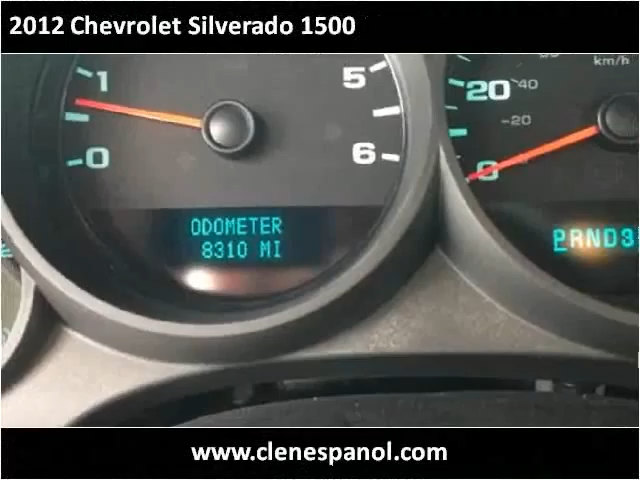 2012 Chevrolet Silverado 1500
1
5
0
6
20
40
20
0
km/h
ODOMETER
8310 MI
PRND3
www.clenespanol.com